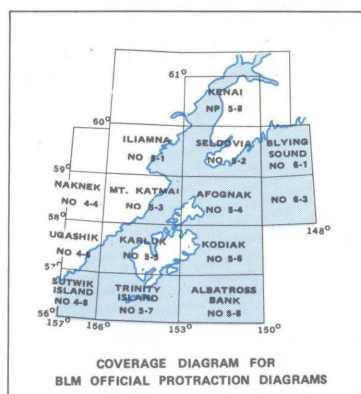 61°
KENAI
NP 5-8
60°
ILIAMNA
NO 5-1
SELDOVIA
NO 5-2
BLYING
SOUND
NO 6-1
59°
NAKNEK
NO 4-4
MT. KATMAI
NO 5-3
AFOGNAK
NO 5-4
NO 6-3
58°
148°
UGASHIK
NO 4-6
KARLUK
NO 5-5
KODIAK
NO 5-6
57°
SUTWIK
ISLAND
NO 4-8
TRINITY
ISLAND
NO 5-7
ALBATROSS
BANK
NO 5-8
56°
157°
156°
153°
150°
COVERAGE DIAGRAM FOR
BLM OFFICIAL PROTRACTION DIAGRAMS